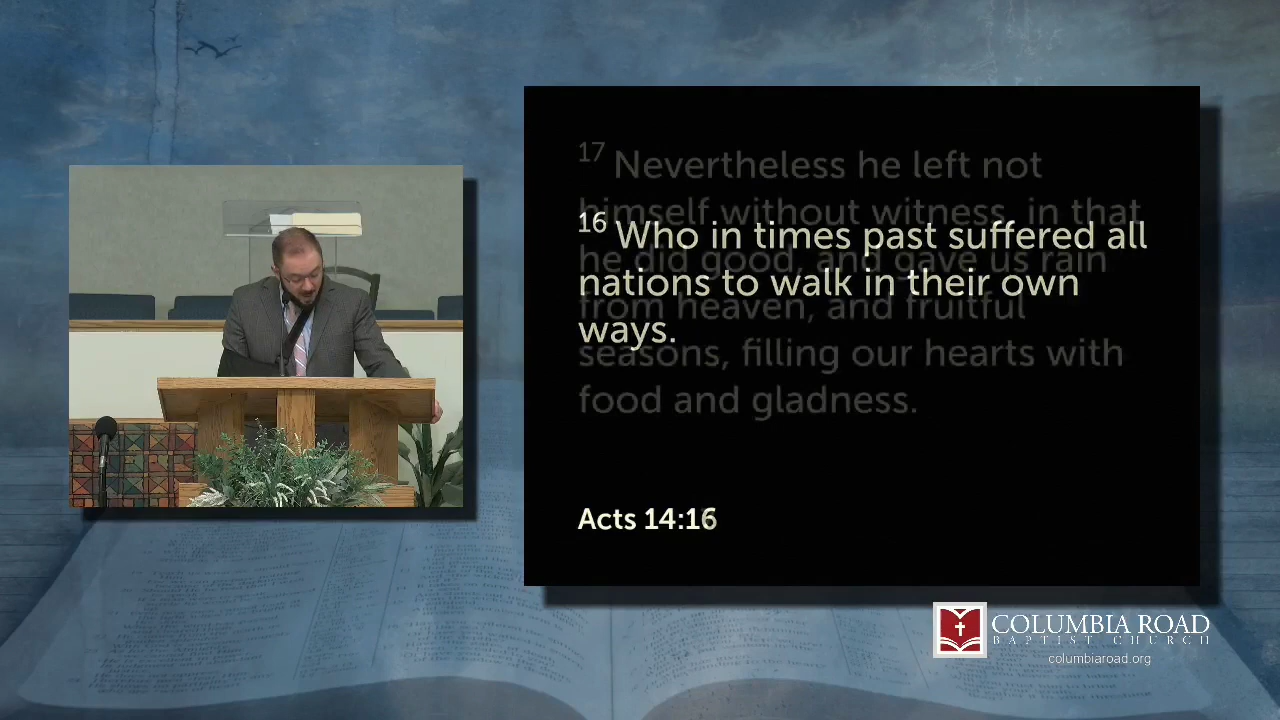 17 Nevertheless he left not
himself without witness, in that
he did good, and gave us rain
from heaven, and fruitful
seasons, filling our hearts with
food and gladness.
16 Who in times past suffered all
nations to walk in their own
ways.
Acts 14:16
COLUMBIA ROAD
BAPTIST CHURCH
columbiaroad.org